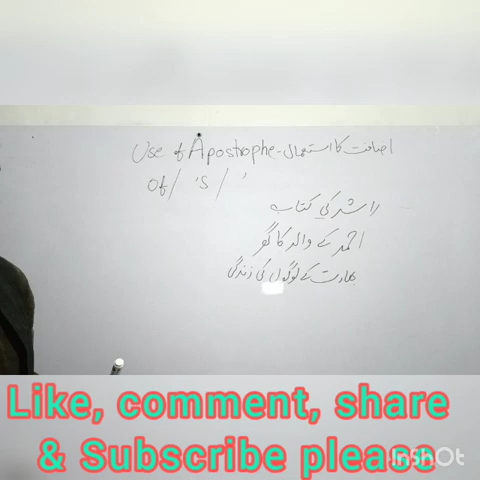 Use of Apostrophe - اضافت کا استعمال
Of / 's / '
راشد کی کتاب
احمد کے والد کا گھر
بھارت کے لوگوں کی زندگی
Like, comment, share
& Subscribe please
InShOt